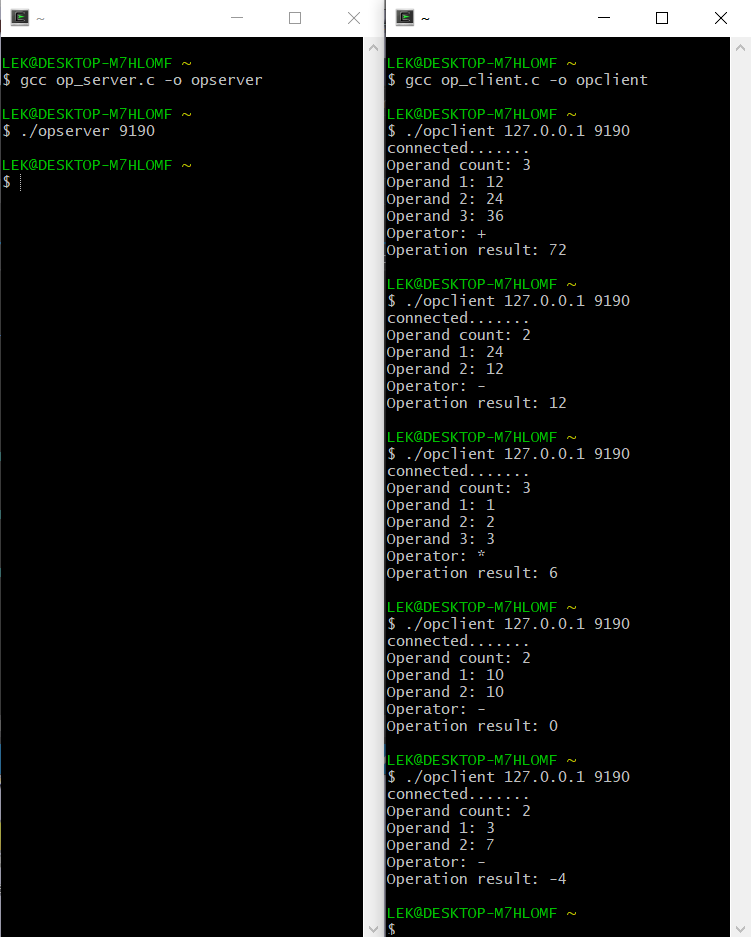 ~
LEK@DESKTOP-M7HLOMF ~
$ gcc op_server.c -o opserver
LEK@DESKTOP-M7HLOMF ~
$ ./opserver 9190
LEK@DESKTOP-M7HLOMF ~
$
~
LEK@DESKTOP-M7HLOMF ~
$ gcc op_client.c -o opclient
LEK@DESKTOP-M7HLOMF ~
$ ./opclient 127.0.0.1 9190
connected.......
Operand count: 3
Operand 1: 12
Operand 2: 24
Operand 3: 36
Operator: +
Operation result: 72
LEK@DESKTOP-M7HLOMF ~
$ ./opclient 127.0.0.1 9190
connected.......
Operand count: 2
Operand 1: 24
Operand 2: 12
Operator: -
Operation result: 12
LEK@DESKTOP-M7HLOMF ~
$ ./opclient 127.0.0.1 9190
connected.......
Operand count: 3
Operand 1: 1
Operand 2: 2
Operand 3: 3
Operator: *
Operation result: 6
LEK@DESKTOP-M7HLOMF ~
$ ./opclient 127.0.0.1 9190
connected.......
Operand count: 2
Operand 1: 10
Operand 2: 10
Operator: -
Operation result: 0
LEK@DESKTOP-M7HLOMF ~
$ ./opclient 127.0.0.1 9190
connected.......
Operand count: 2
Operand 1: 3
Operand 2: 7
Operator: -
Operation result: -4
LEK@DESKTOP-M7HLOMF ~
$